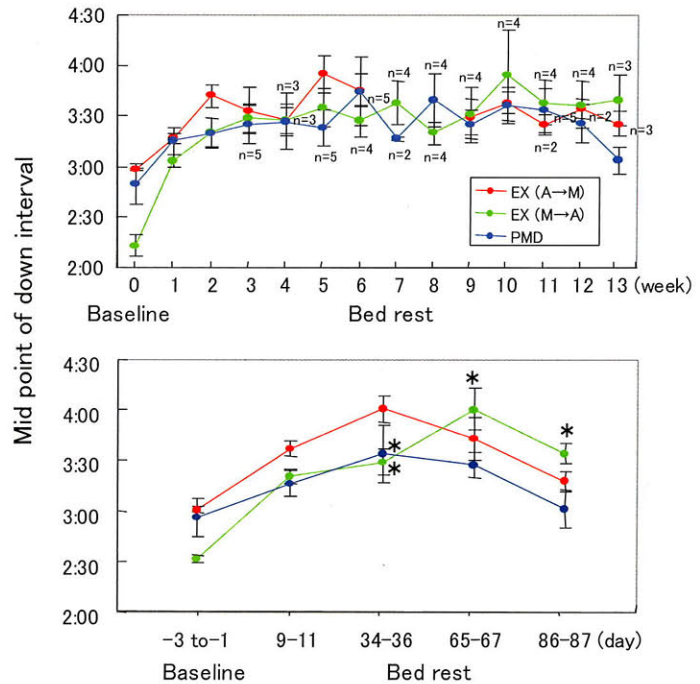 Mid point of down interval
4:30
4:00
3:30
3:00
2:30
2:00
n=3
n=3
n=5
n=5
n=5
n=4
n=4
n=2
n=4
n=4
n=4
n=4
n=4
n=5
n=2
n=4
n=2
n=3
n=3
EX (A→M)
EX (M→A)
PMD
0 1 2 3 4 5 6 7 8 9 10 11 12 13 (week)
Baseline Bed rest
4:30
4:00
3:30
3:00
2:30
2:00
*
*
*
*
-3 to-1 9-11 34-36 65-67 86-87 (day)
Baseline Bed rest